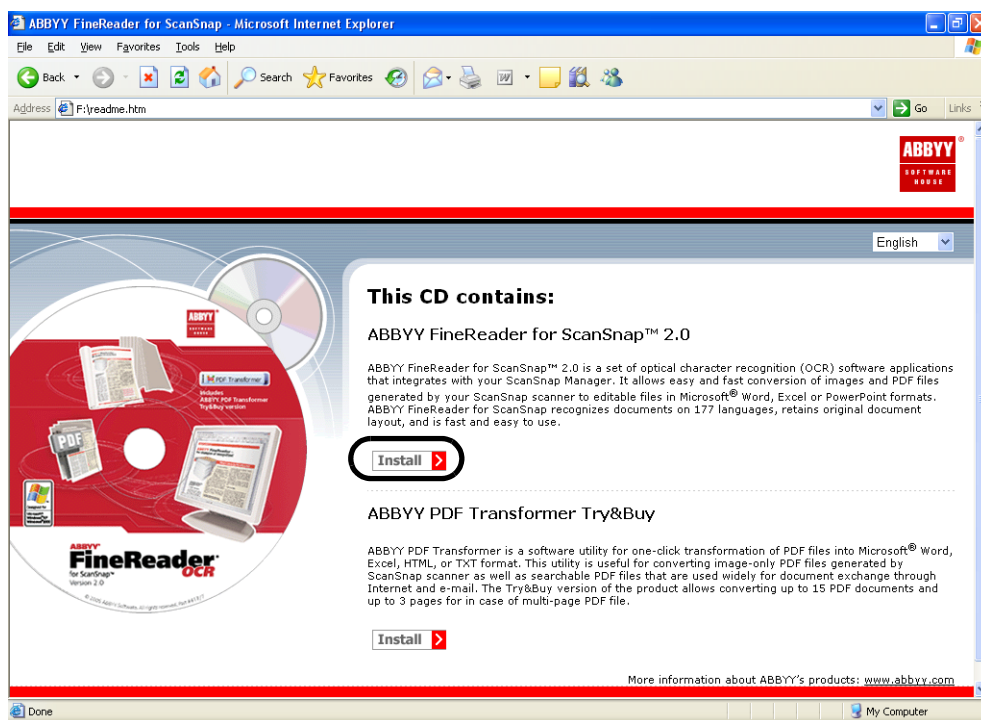 ABBYY FineReader for ScanSnap - Microsoft Internet Explorer
File Edit View Favorites Tools Help
Back Search Favorites
Address F:\readme.htm Go Links
ABBYY®
SOFTWARE
HOUSE
English
This CD contains:
ABBYY FineReader for ScanSnap™ 2.0
ABBYY FineReader for ScanSnap™ 2.0 is a set of optical character recognition (OCR) software applications
that integrates with your ScanSnap Manager. It allows easy and fast conversion of images and PDF files
generated by your ScanSnap scanner to editable files in Microsoft® Word, Excel or PowerPoint formats.
ABBYY FineReader for ScanSnap recognizes documents on 177 languages, retains original document
layout, and is fast and easy to use.
Install
ABBYY PDF Transformer Try&Buy
ABBYY PDF Transformer is a software utility for one-click transformation of PDF files into Microsoft® Word,
Excel, HTML, or TXT format. This utility is useful for converting image-only PDF files generated by
ScanSnap scanner as well as searchable PDF files that are used widely for document exchange through
Internet and e-mail. The Try&Buy version of the product allows converting up to 15 PDF documents and
up to 3 pages for in case of multi-page PDF file.
Install
More information about ABBYY's products: www.abbyy.com
ABBYY
PDF Transformer
Includes
ABBYY PDF Transformer
Try&Buy version
PDF
ABBYY
FineReader
OCR
for ScanSnap™
Version 2.0
Done My Computer